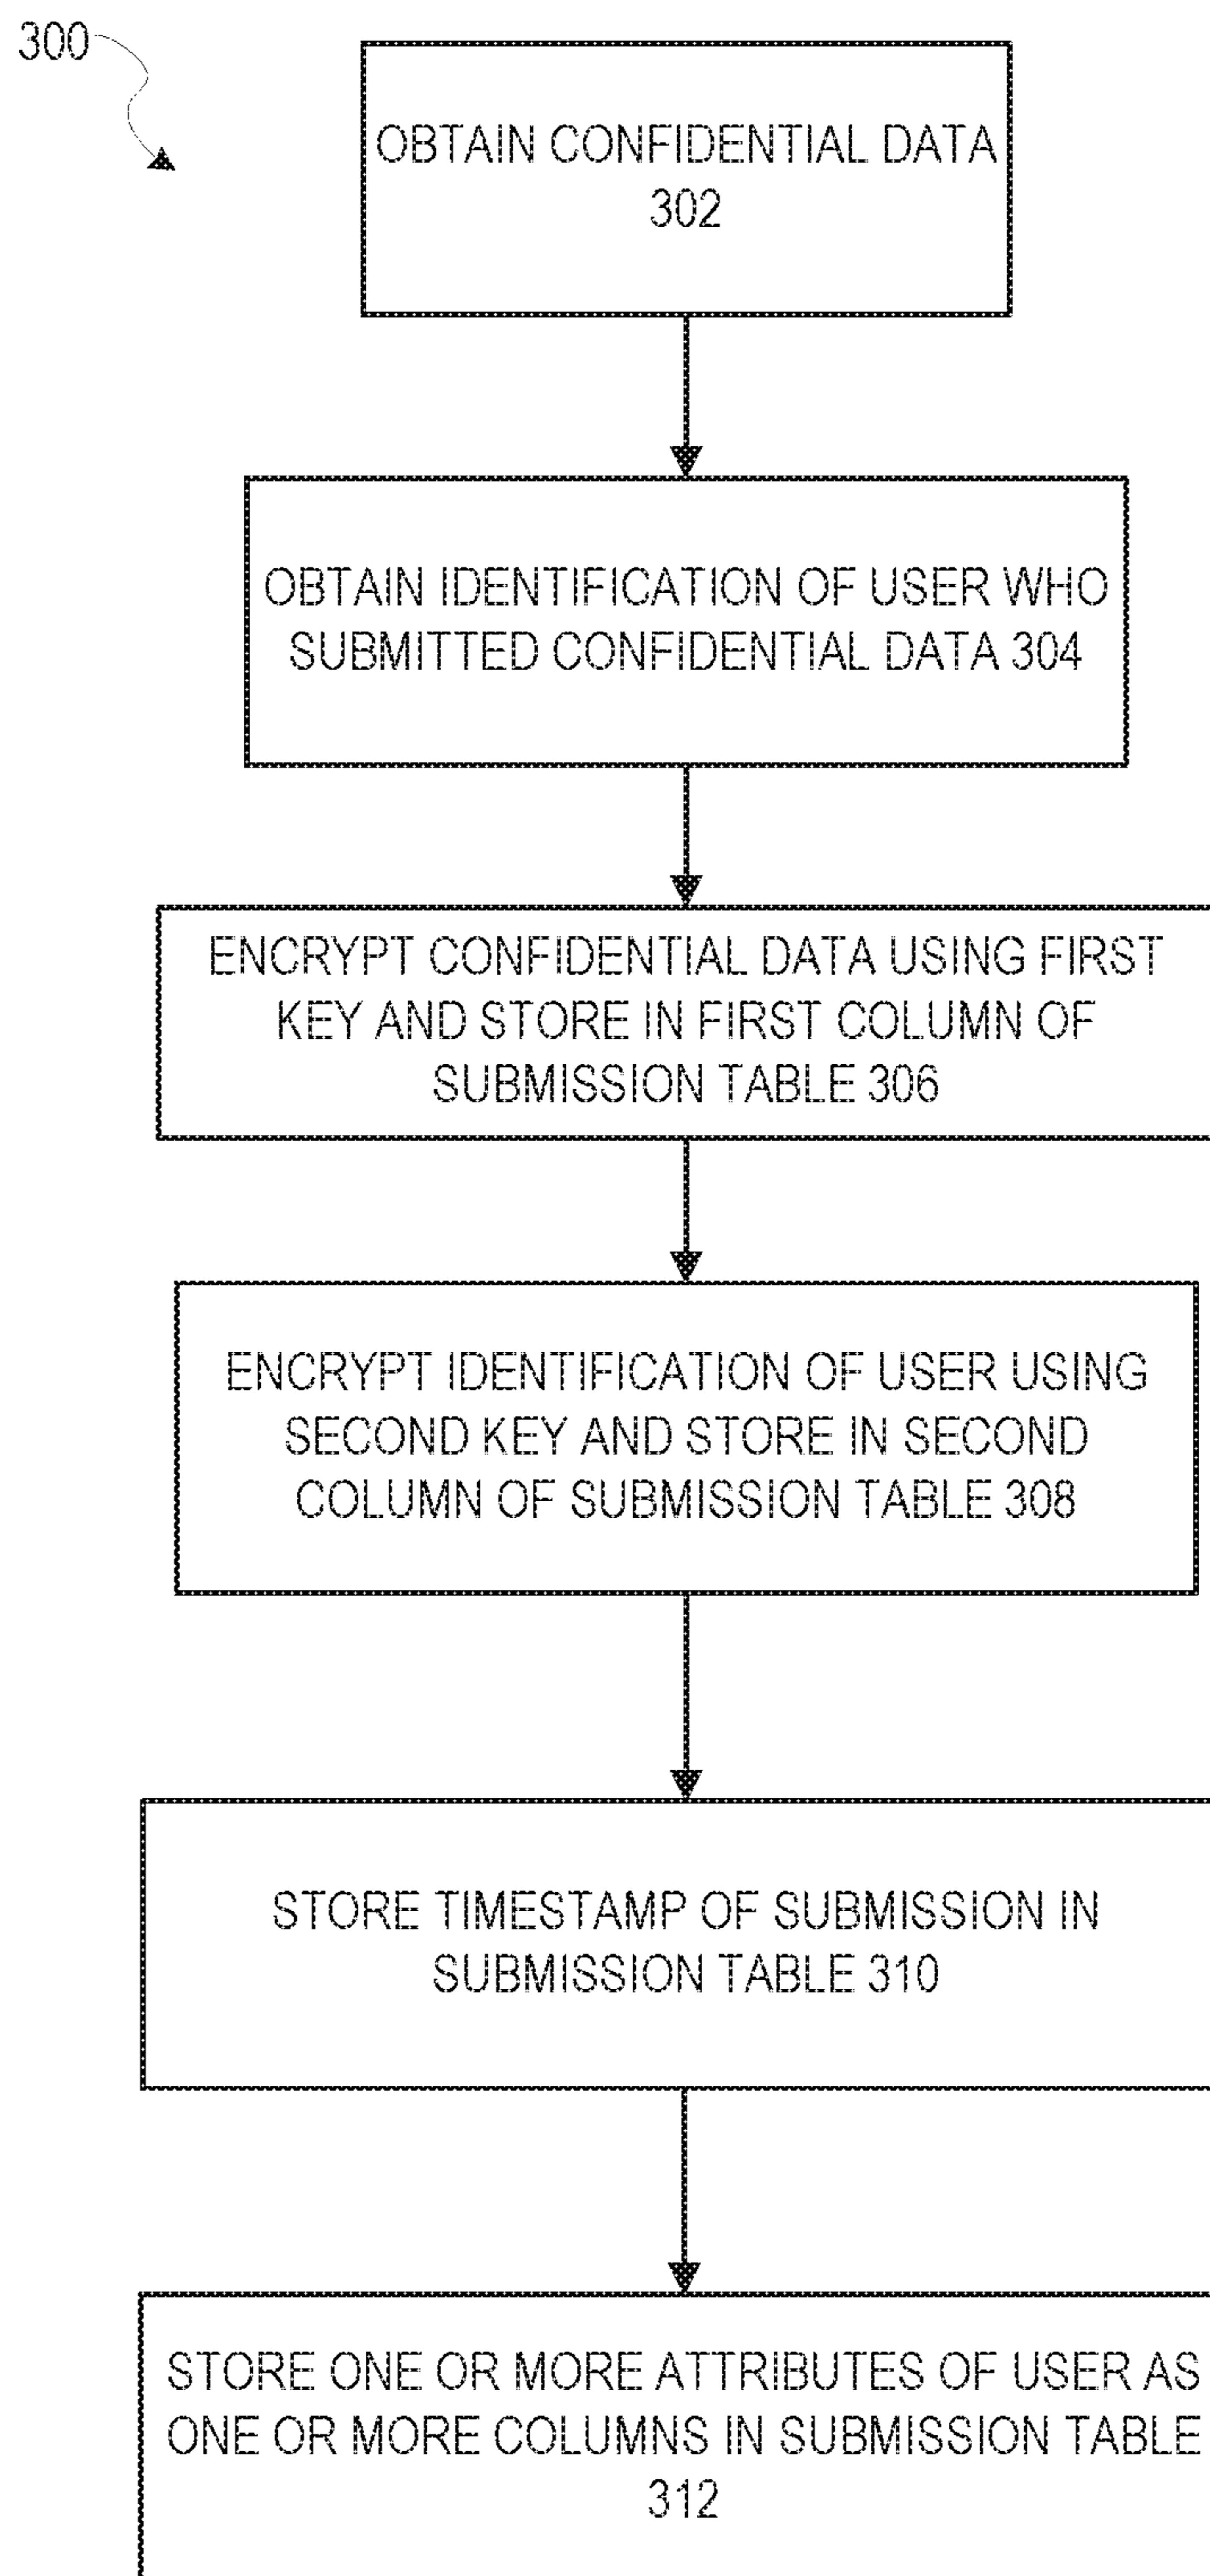 300
OBTAIN CONFIDENTIAL DATA
302
OBTAIN IDENTIFICATION OF USER WHO
SUBMITTED CONFIDENTIAL DATA 304
ENCRYPT CONFIDENTIAL DATA USING FIRST
KEY AND STORE IN FIRST COLUMN OF
SUBMISSION TABLE 306
ENCRYPT IDENTIFICATION OF USER USING
SECOND KEY AND STORE IN SECOND
COLUMN OF SUBMISSION TABLE 308
STORE TIMESTAMP OF SUBMISSION IN
SUBMISSION TABLE 310
STORE ONE OR MORE ATTRIBUTES OF USER AS
ONE OR MORE COLUMNS IN SUBMISSION TABLE
312